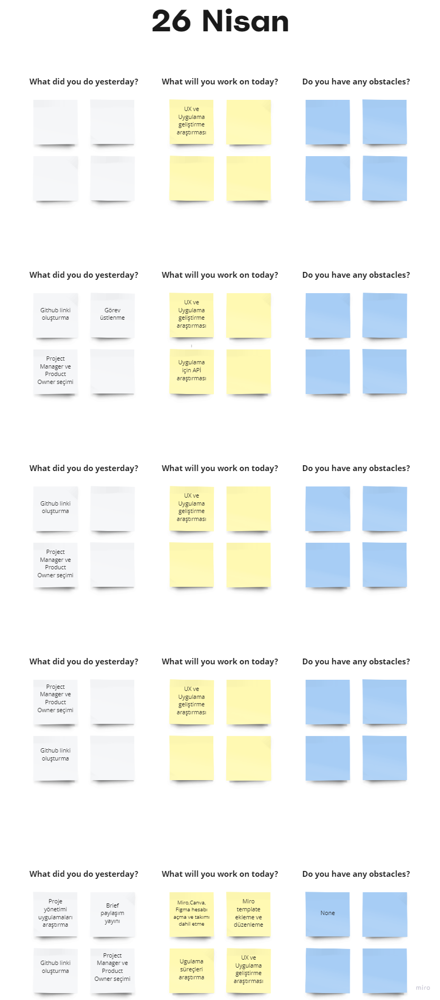 26 Nisan
What did you do yesterday?
What will you work on today?
Do you have any obstacles?
UX ve
Uygulama
geliştirme
araştırması
What did you do yesterday?
What will you work on today?
Do you have any obstacles?
Github linki
oluşturma
Görev
üstlenme
UX ve
Uygulama
geliştirme
araştırması
Project
Manager ve
Product
Owner seçimi
Uygulama
için APİ
araştırması
What did you do yesterday?
What will you work on today?
Do you have any obstacles?
Github linki
oluşturma
UX ve
Uygulama
geliştirme
araştırması
Project
Manager ve
Product
Owner seçimi
What did you do yesterday?
What will you work on today?
Do you have any obstacles?
Project
Manager ve
Product
Owner seçimi
UX ve
Uygulama
geliştirme
araştırması
Github linki
oluşturma
What did you do yesterday?
What will you work on today?
Do you have any obstacles?
Proje
yönetimi
uygulamaları
araştırma
Brief
paylaşım
yayını
Miro,Canva,
Figma hesabı
açma ve takımı
dahil etme
Miro
template
ekleme ve
düzenleme
None
Github linki
oluşturma
Project
Manager ve
Product
Owner seçimi
Ugulama
süreçleri
araştırma
UX ve
Uygulama
geliştirme
araştırması
miro